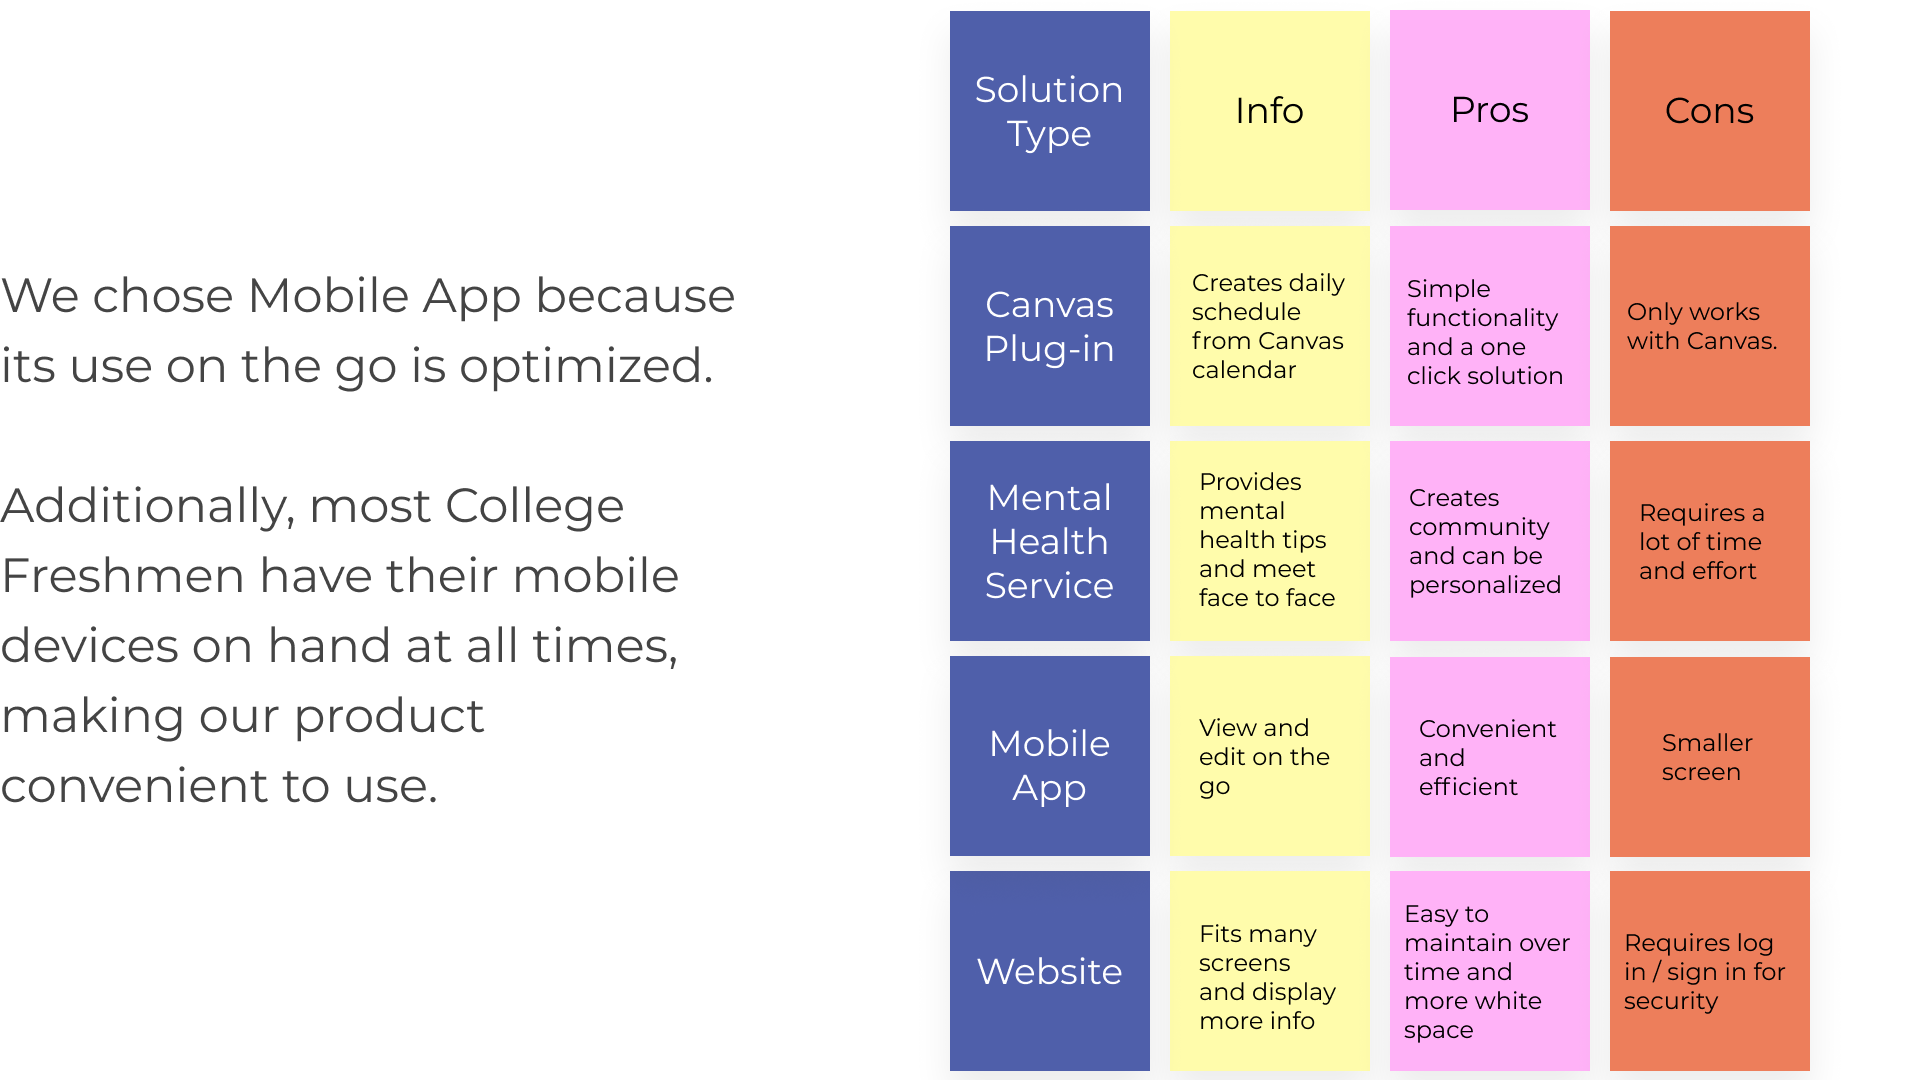 We chose Mobile App because
its use on the go is optimized.
Additionally, most College
Freshmen have their mobile
devices on hand at all times,
making our product
convenient to use.
Solution
Type
Info
Pros
Cons
Canvas
Plug-in
Creates daily
schedule
from Canvas
calendar
Simple
functionality
and a one
click solution
Only works
with Canvas.
Mental
Health
Service
Provides
mental
health tips
and meet
face to face
Creates
community
and can be
personalized
Requires a
lot of time
and effort
Mobile
App
View and
edit on the
go
Convenient
and
efficient
Smaller
screen
Website
Fits many
screens
and display
more info
Easy to
maintain over
time and
more white
space
Requires log
in / sign in for
security